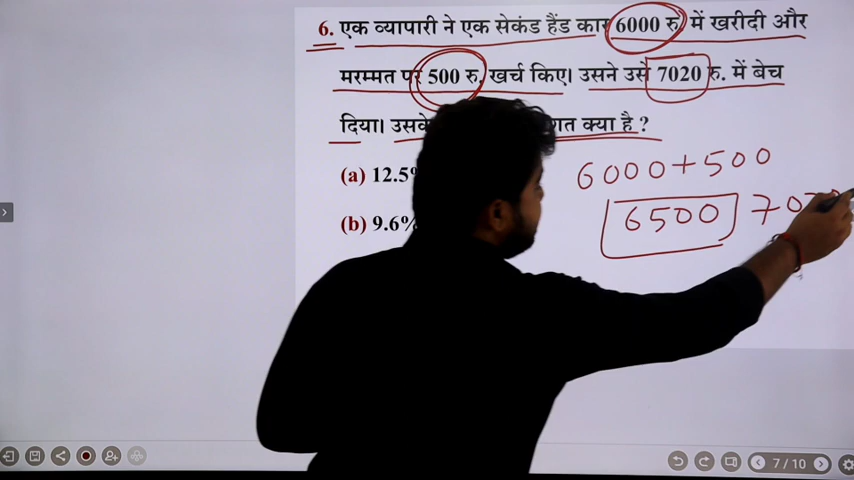 6. एक व्यापारी ने एक सेकंड हैंड कार 6000 रु. में खरीदी और
मरम्मत पर 500 रु. खर्च किए। उसने उसे 7020 रु. में बेच
दिया। उसके क्या है ?
(a) 12.5%
(b) 9.6%
6000+500
6500
7 / 10